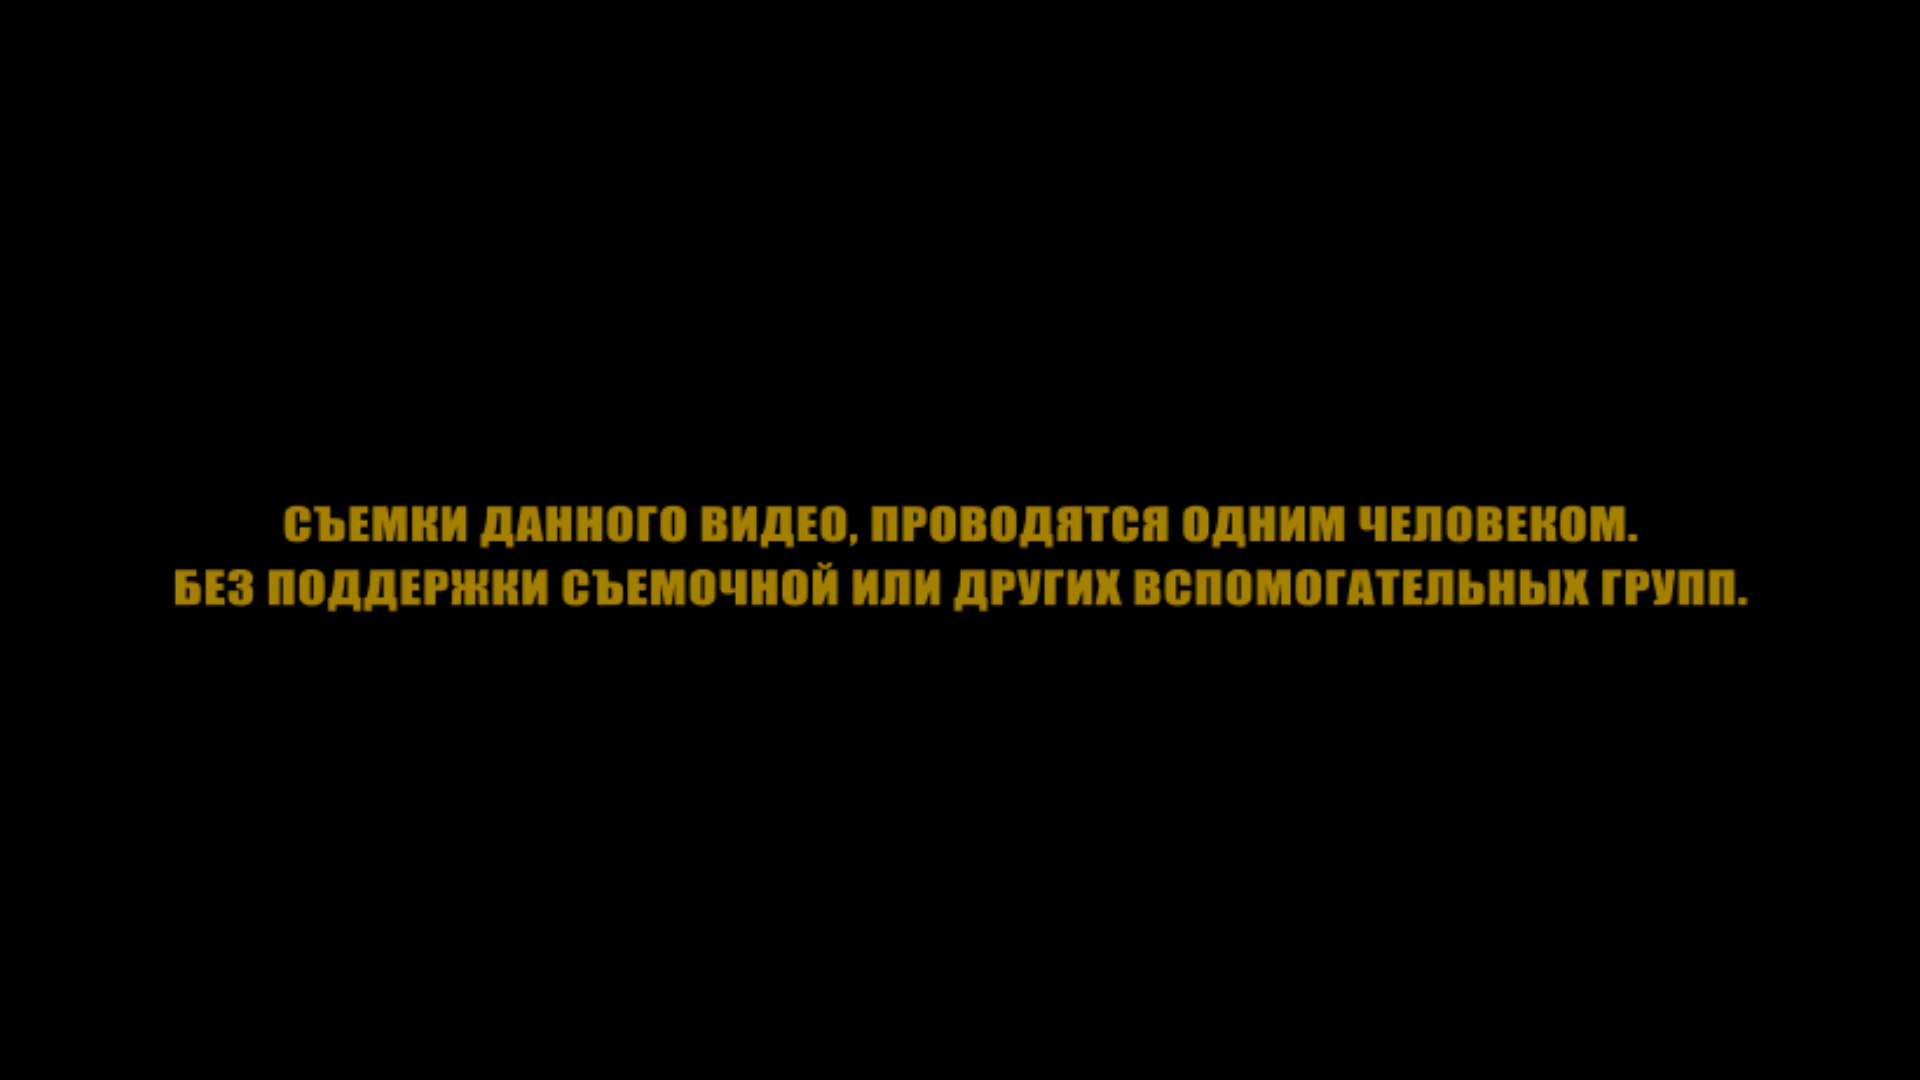 СЪЕМКИ ДАННОГО ВИДЕО, ПРОВОДЯТСЯ ОДНИМ ЧЕЛОВЕКОМ.
БЕЗ ПОДДЕРЖКИ СЪЕМОЧНОЙ ИЛИ ДРУГИХ ВСПОМОГАТЕЛЬНЫХ ГРУПП.